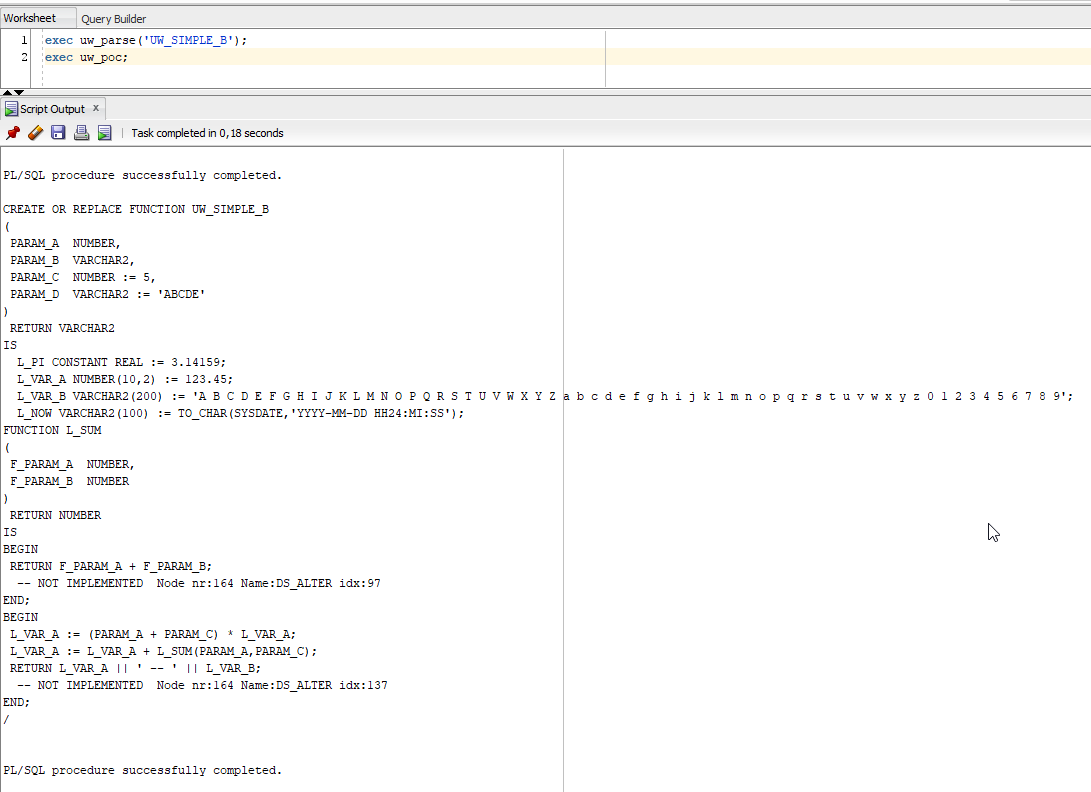 Worksheet Query Builder
1 exec uw_parse('UW_SIMPLE_B');
2 exec uw_poc;
Script Output x
Task completed in 0,18 seconds
PL/SQL procedure successfully completed.
CREATE OR REPLACE FUNCTION UW_SIMPLE_B
(
PARAM_A  NUMBER,
PARAM_B  VARCHAR2,
PARAM_C  NUMBER := 5,
PARAM_D  VARCHAR2 := 'ABCDE'
)
RETURN VARCHAR2
IS
L_PI CONSTANT REAL := 3.14159;
L_VAR_A NUMBER(10,2) := 123.45;
L_VAR_B VARCHAR2(200) := 'A B C D E F G H I J K L M N O P Q R S T U V W X Y Z a b c d e f g h i j k l m n o p q r s t u v w x y z 0 1 2 3 4 5 6 7 8 9';
L_NOW VARCHAR2(100) := TO_CHAR(SYSDATE,'YYYY-MM-DD HH24:MI:SS');
FUNCTION L_SUM
(
F_PARAM_A  NUMBER,
F_PARAM_B  NUMBER
)
RETURN NUMBER
IS
BEGIN
RETURN F_PARAM_A + F_PARAM_B;
-- NOT IMPLEMENTED  Node nr:164 Name:DS_ALTER idx:97
END;
BEGIN
L_VAR_A := (PARAM_A + PARAM_C) * L_VAR_A;
L_VAR_A := L_VAR_A + L_SUM(PARAM_A,PARAM_C);
RETURN L_VAR_A || ' -- ' || L_VAR_B;
-- NOT IMPLEMENTED  Node nr:164 Name:DS_ALTER idx:137
END;
/
PL/SQL procedure successfully completed.